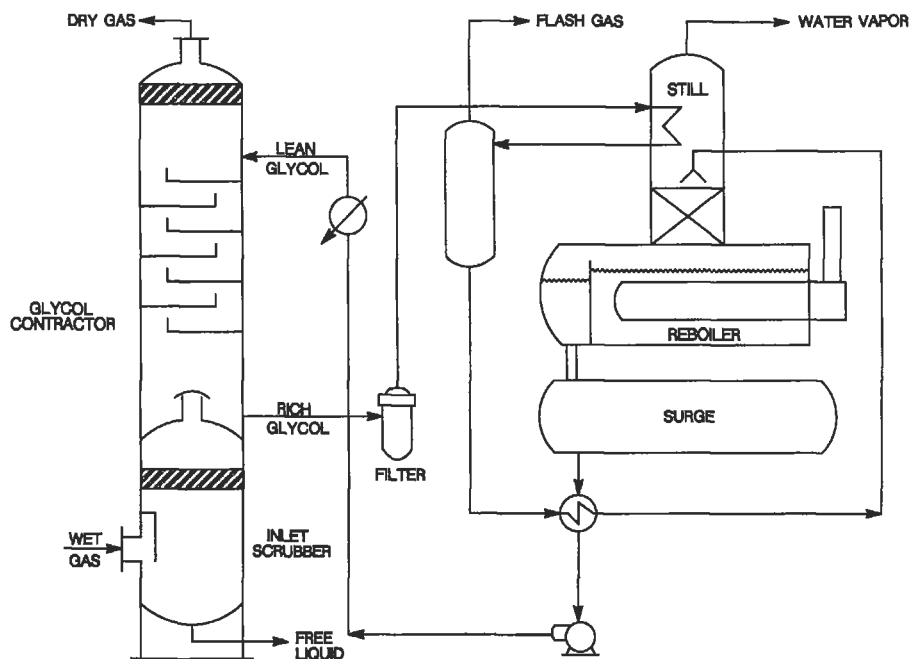 DRY GAS
FLASH GAS
WATER VAPOR
STILL
LEAN
GLYCOL
GLYCOL
CONTRACTOR
REBOILER
RICH
GLYCOL
SURGE
FILTER
WET
GAS
INLET
SCRUBBER
FREE
LIQUID